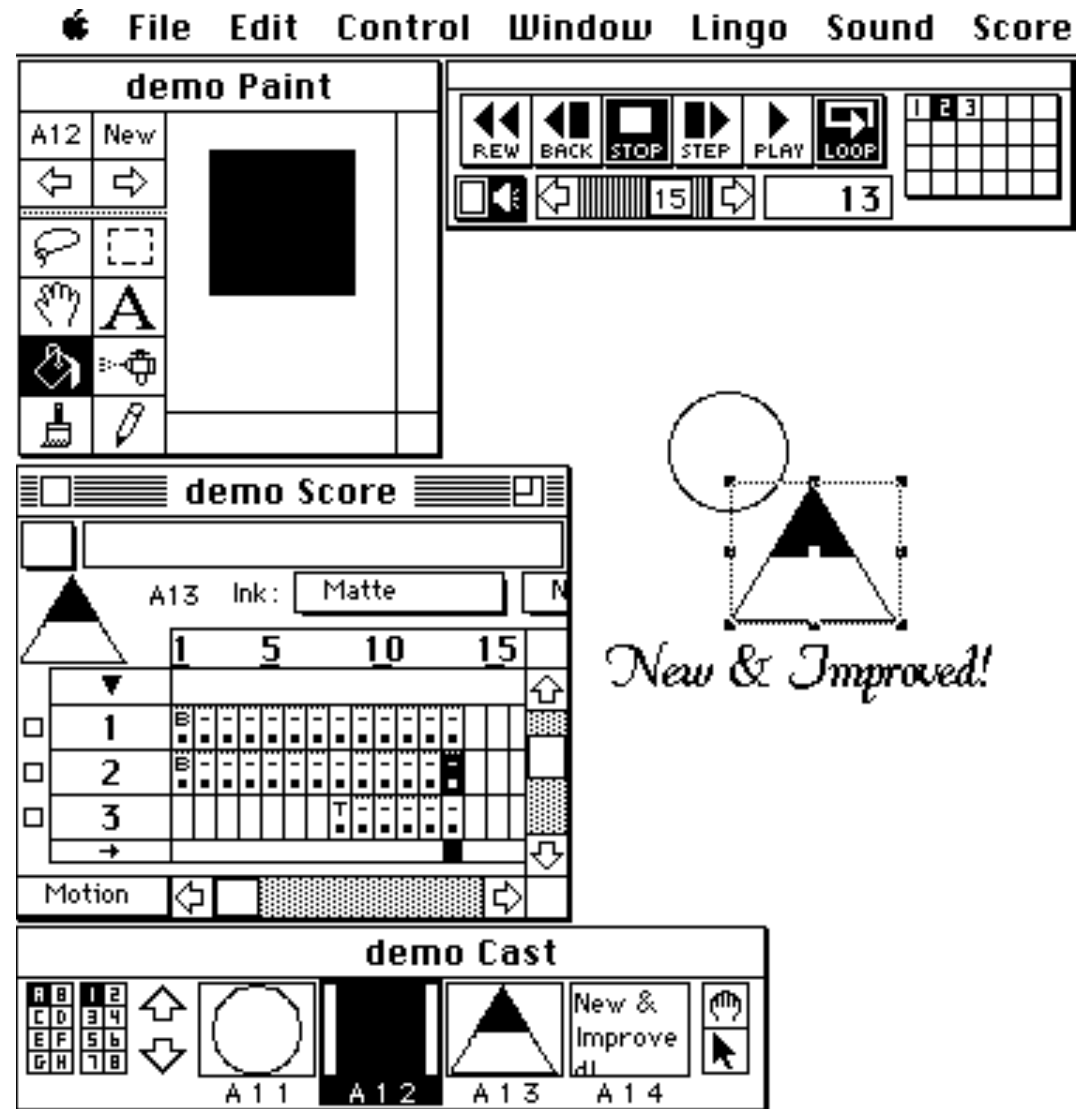 File Edit Control Window Lingo Sound Score
demo Paint
A12 New
A
REW BACK STOP STEP PLAY LOOP
1 2 3
15
13
demo Score
A13 Ink: Matte N
1 5 10 15
1
B - - - - - - - - - - - -
2
B - - - - - - - - - - - -
3
T - - - - -
Motion
New & Improved!
demo Cast
A B 1 2
C D 3 4
E F 5 6
G H 7 8
New &
Improve
d!
A11 A12 A13 A14